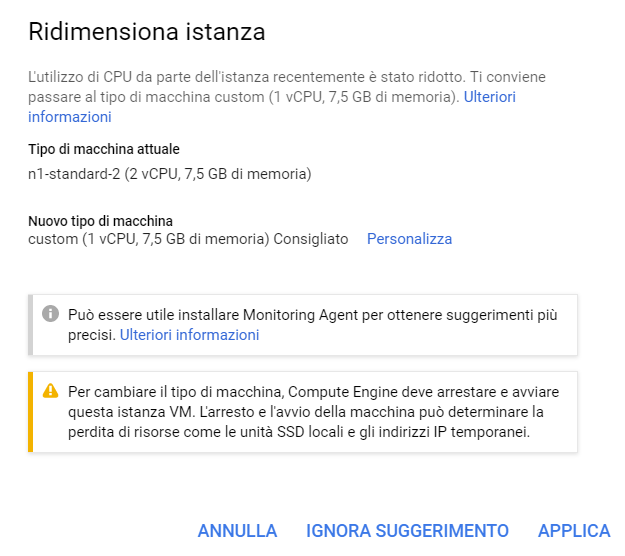 Ridimensiona istanza
L'utilizzo di CPU da parte dell'istanza recentemente è stato ridotto. Ti conviene
passare al tipo di macchina custom (1 vCPU, 7,5 GB di memoria). Ulteriori
informazioni
Tipo di macchina attuale
n1-standard-2 (2 vCPU, 7,5 GB di memoria)
Nuovo tipo di macchina
custom (1 vCPU, 7,5 GB di memoria) Consigliato Personalizza
Può essere utile installare Monitoring Agent per ottenere suggerimenti più
precisi. Ulteriori informazioni
Per cambiare il tipo di macchina, Compute Engine deve arrestare e avviare
questa istanza VM. L'arresto e l'avvio della macchina può determinare la
perdita di risorse come le unità SSD locali e gli indirizzi IP temporanei.
ANNULLA IGNORA SUGGERIMENTO APPLICA